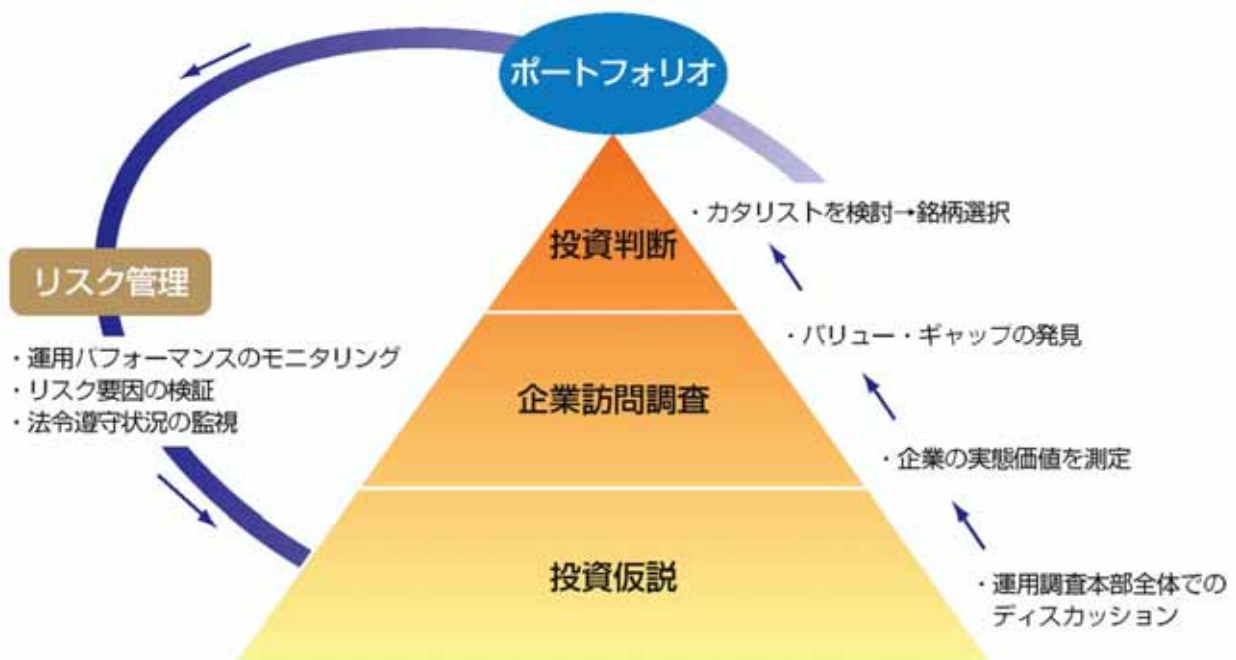 ポートフォリオ
投資判断
・カタリストを検討→銘柄選択
リスク管理
・運用パフォーマンスのモニタリング
・リスク要因の検証
・法令遵守状況の監視
・バリュー・ギャップの発見
企業訪問調査
・企業の実態価値を測定
投資仮説
・運用調査本部全体での
ディスカッション